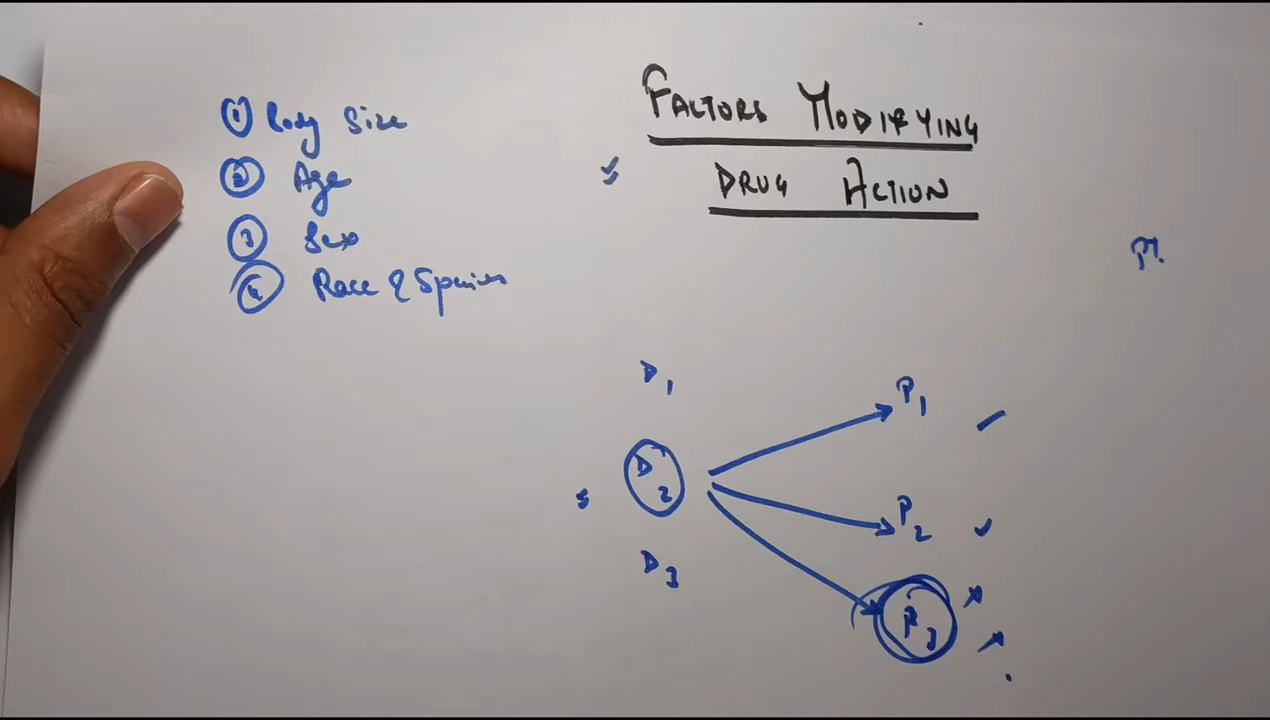 FACTORS MODIFYING
DRUG ACTION
1 Body Size
2 Age
3 Sex
4 Race & Species
D1
D2
D3
P1
P2
P3